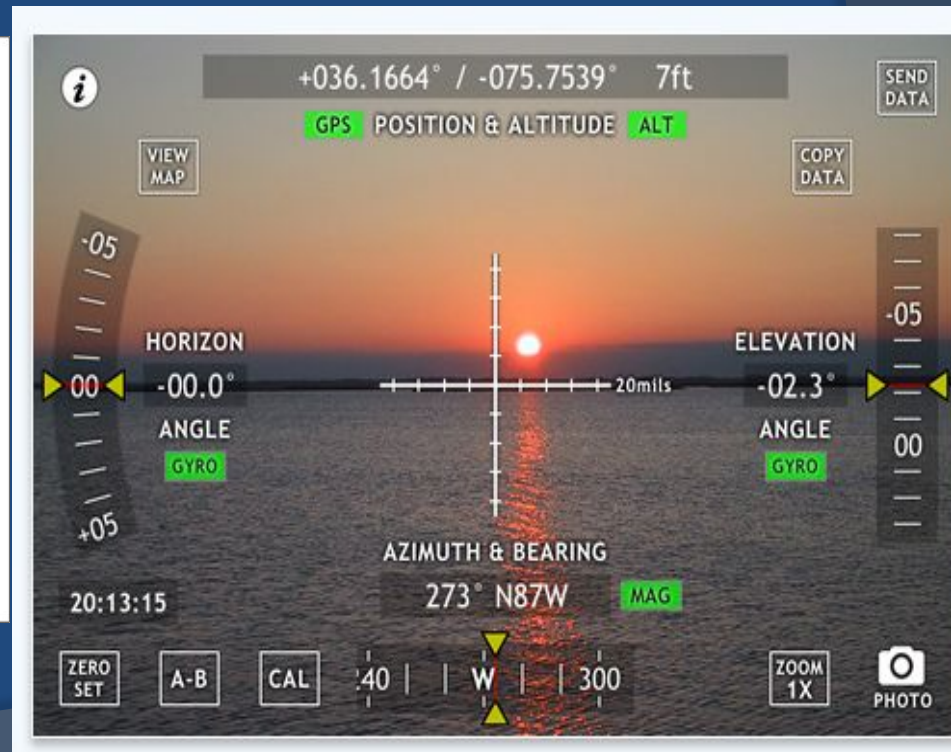 i
+036.1664° / -075.7539° 7ft
SEND
DATA
GPS POSITION & ALTITUDE ALT
VIEW
MAP
COPY
DATA
-05
-05
HORIZON
ELEVATION
00
-00.0°
20mils
-02.3°
ANGLE
ANGLE
GYRO
GYRO
00
+05
AZIMUTH & BEARING
273° N87W MAG
20:13:15
ZERO
SET
A-B
CAL
:40 W 300
ZOOM
1X
PHOTO